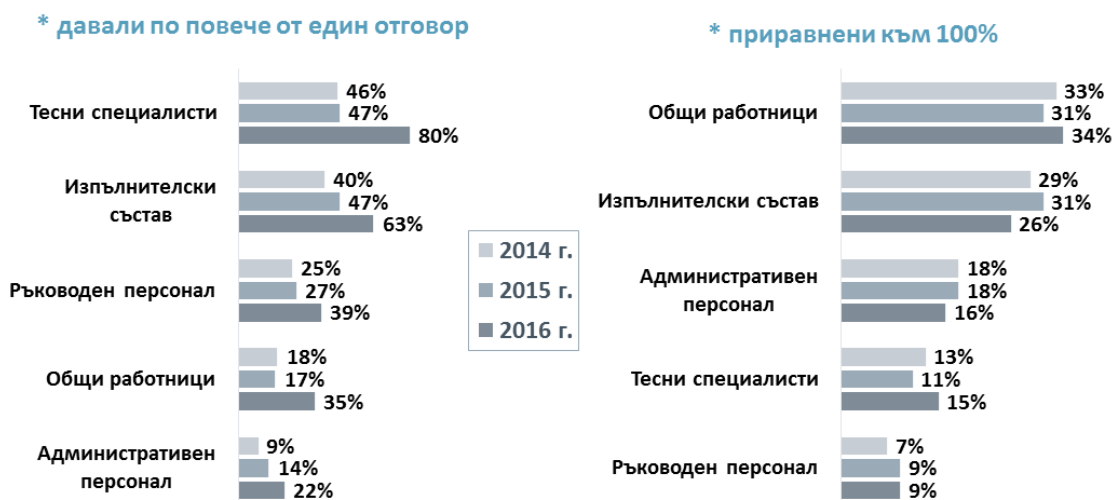 * давали по повече от един отговор
Тесни специалисти
46%
47%
80%
Изпълнителски
състав
40%
47%
63%
Ръководен персонал
25%
27%
39%
Общи работници
18%
17%
35%
Административен
персонал
9%
14%
22%
2014 г.
2015 г.
2016 г.
* приравнени към 100%
Общи работници
33%
31%
34%
Изпълнителски състав
29%
31%
26%
Административен
персонал
18%
18%
16%
Тесни специалисти
13%
11%
15%
Ръководен персонал
7%
9%
9%